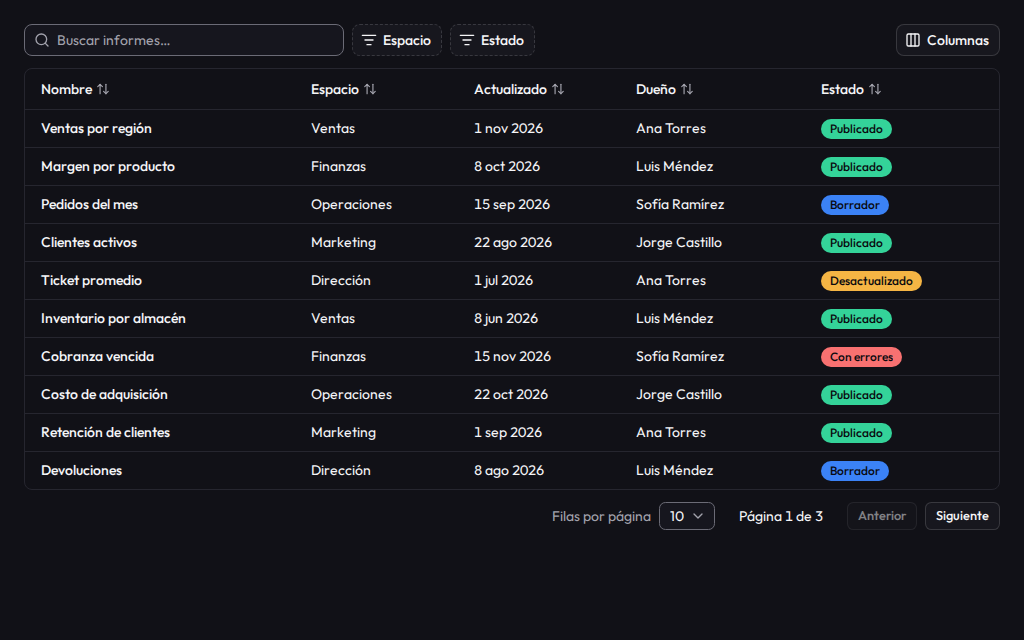 Buscar informes... Espacio Estado Columnas
Nombre Espacio Actualizado Dueño Estado
Ventas por región Ventas 1 nov 2026 Ana Torres Publicado
Margen por producto Finanzas 8 oct 2026 Luis Méndez Publicado
Pedidos del mes Operaciones 15 sep 2026 Sofía Ramírez Borrador
Clientes activos Marketing 22 ago 2026 Jorge Castillo Publicado
Ticket promedio Dirección 1 jul 2026 Ana Torres Desactualizado
Inventario por almacén Ventas 8 jun 2026 Luis Méndez Publicado
Cobranza vencida Finanzas 15 nov 2026 Sofía Ramírez Con errores
Costo de adquisición Operaciones 22 oct 2026 Jorge Castillo Publicado
Retención de clientes Marketing 1 sep 2026 Ana Torres Publicado
Devoluciones Dirección 8 ago 2026 Luis Méndez Borrador
Filas por página 10 Página 1 de 3 Anterior Siguiente